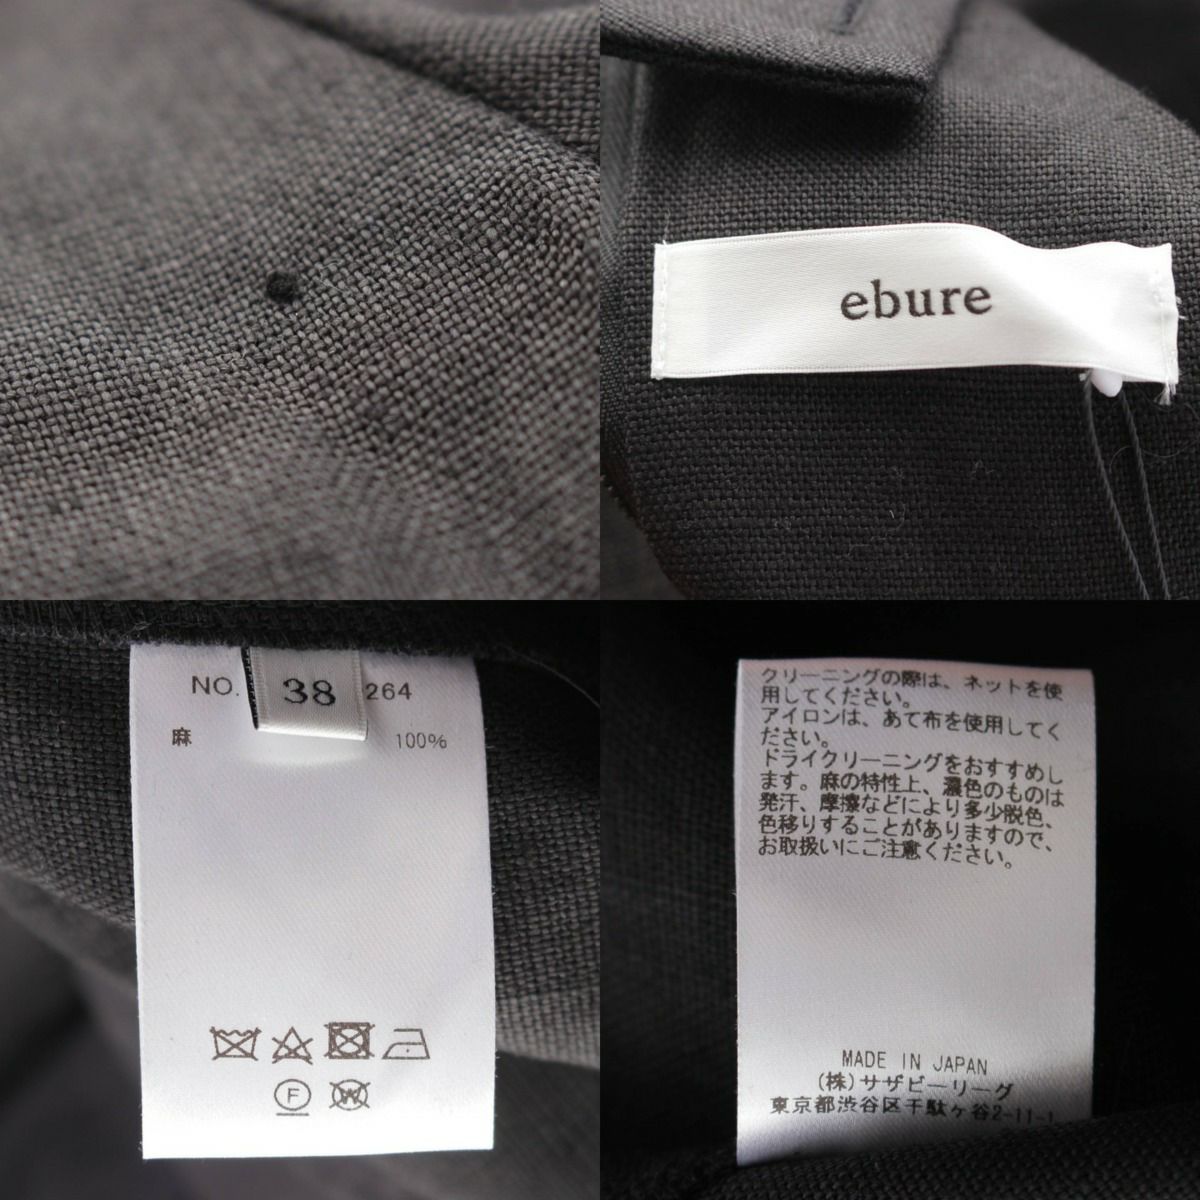 ebure
NO. 264
38
麻 100%
F
W
クリーニングの際は、ネットを使
用してください。
アイロンは、あて布を使用してく
ださい。
ドライクリーニングをおすすめし
ます。麻の特性上、濃色のものは
発汗、摩擦などにより多少脱色、
色移りすることがありますので、
お取扱いにご注意ください。
MADE IN JAPAN
(株)サザビーリーグ
東京都渋谷区千駄ヶ谷2-11-1